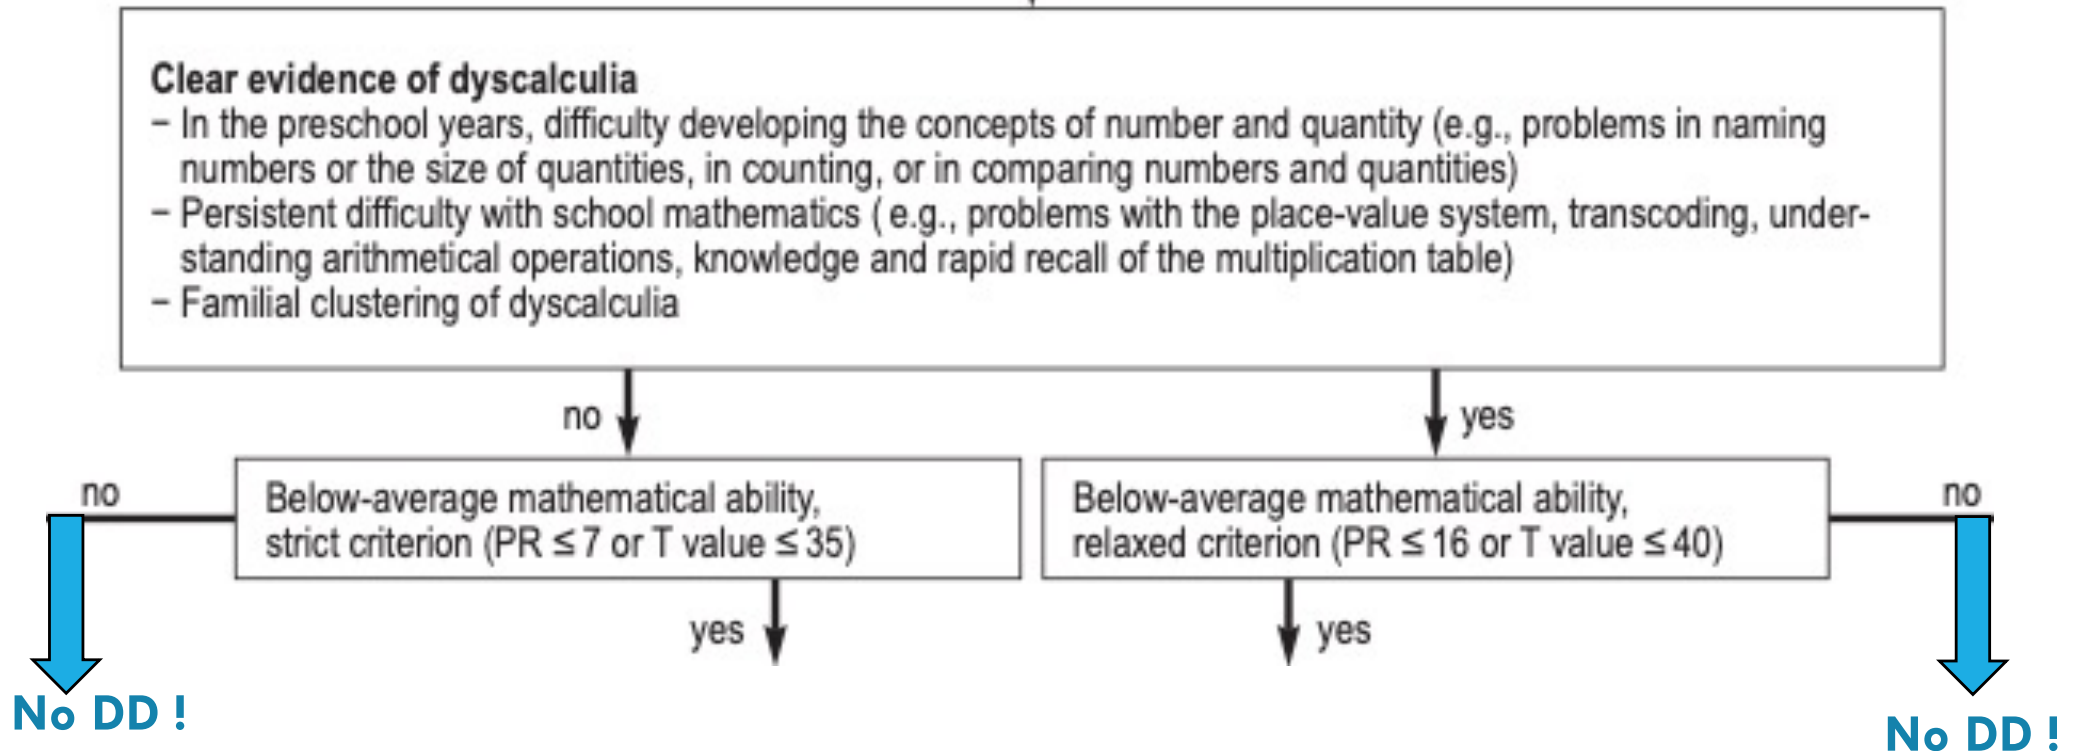 Clear evidence of dyscalculia
– In the preschool years, difficulty developing the concepts of number and quantity (e.g., problems in naming
numbers or the size of quantities, in counting, or in comparing numbers and quantities)
– Persistent difficulty with school mathematics ( e.g., problems with the place-value system, transcoding, under-
standing arithmetical operations, knowledge and rapid recall of the multiplication table)
– Familial clustering of dyscalculia
no
yes
no
Below-average mathematical ability,
strict criterion (PR ≤ 7 or T value ≤ 35)
Below-average mathematical ability,
relaxed criterion (PR ≤ 16 or T value ≤ 40)
no
yes
yes
No DD !
No DD !